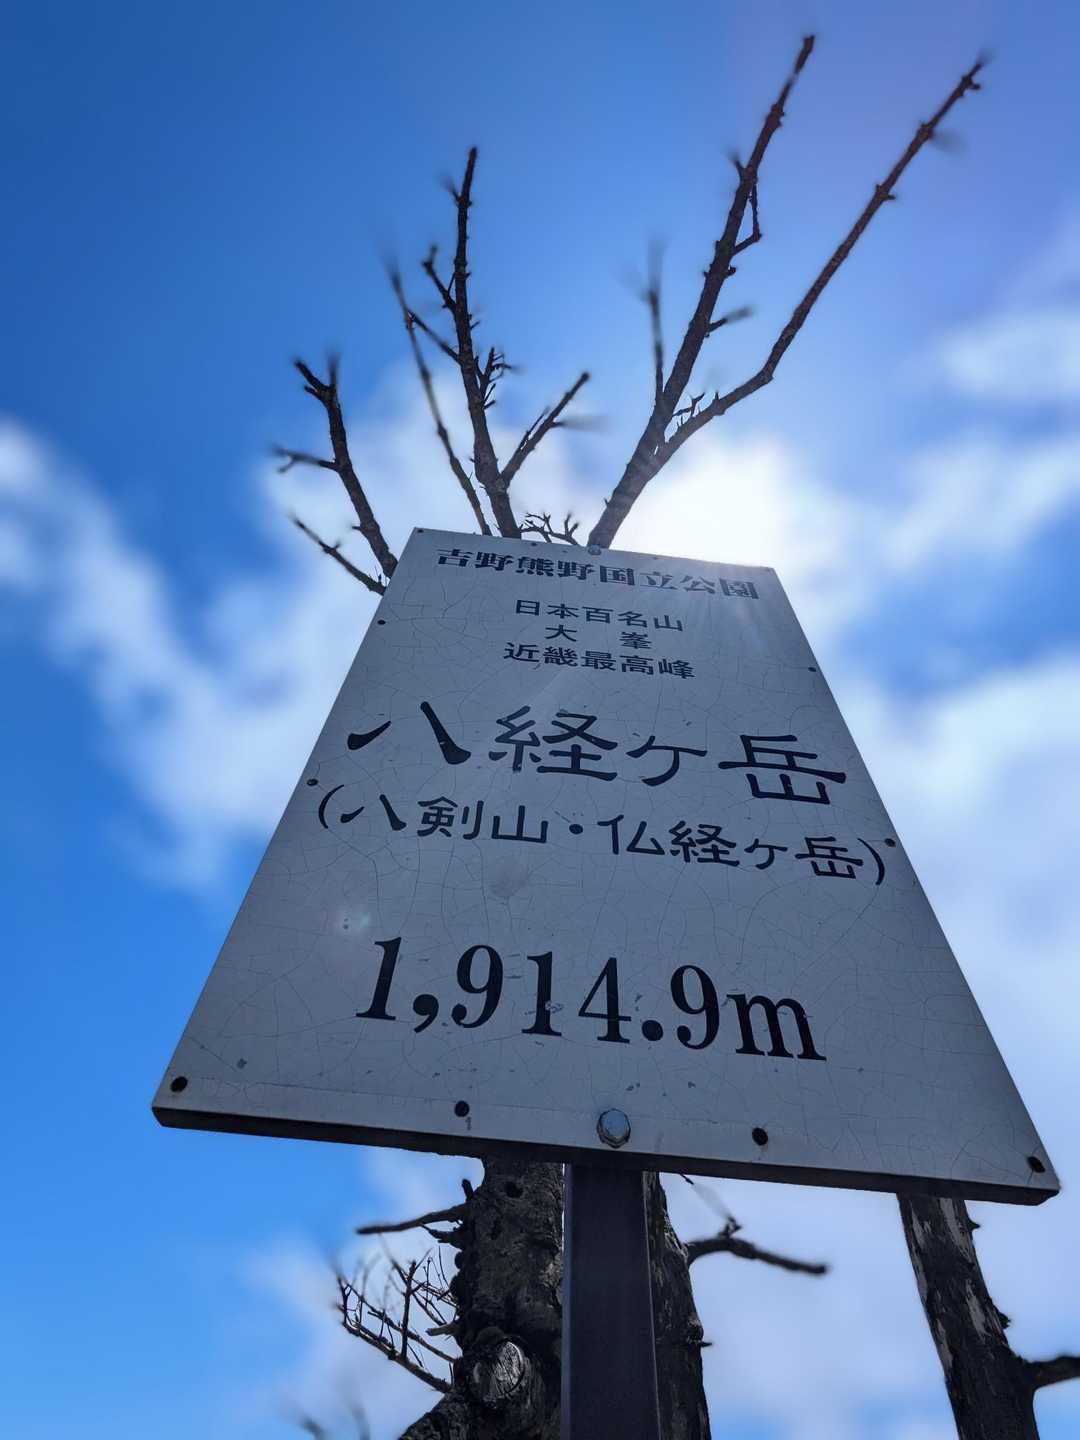 吉野熊野国立公園
日本百名山
大 峯
近畿最高峰
八経ヶ岳
(八剣山・仏経ヶ岳)
1,914.9m